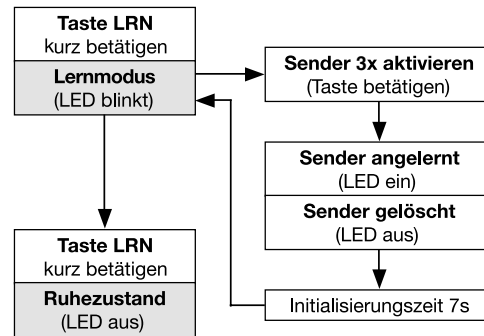 Taste LRN
kurz betätigen
Lernmodus
(LED blinkt)
Sender 3x aktivieren
(Taste betätigen)
Sender angelernt
(LED ein)
Sender gelöscht
(LED aus)
Initialisierungszeit 7s
Taste LRN
kurz betätigen
Ruhezustand
(LED aus)